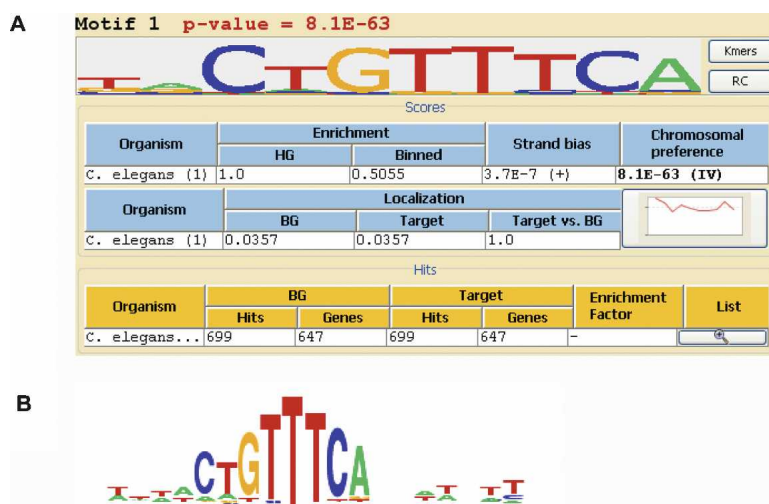 A
Motif 1 p-value = 8.1E-63
TACTGTTTCA
Kmers
RC
Scores
Organism Enrichment Strand bias Chromosomal preference
HG Binned
C. elegans (1) 1.0 0.5055 3.7E-7 (+) 8.1E-63 (IV)
Organism Localization
BG Target Target vs. BG
C. elegans (1) 0.0357 0.0357 1.0
Hits
Organism BG Target Enrichment Factor List
Hits Genes Hits Genes
C. elegans... 699 647 699 647 -
B
CTGTTTCA